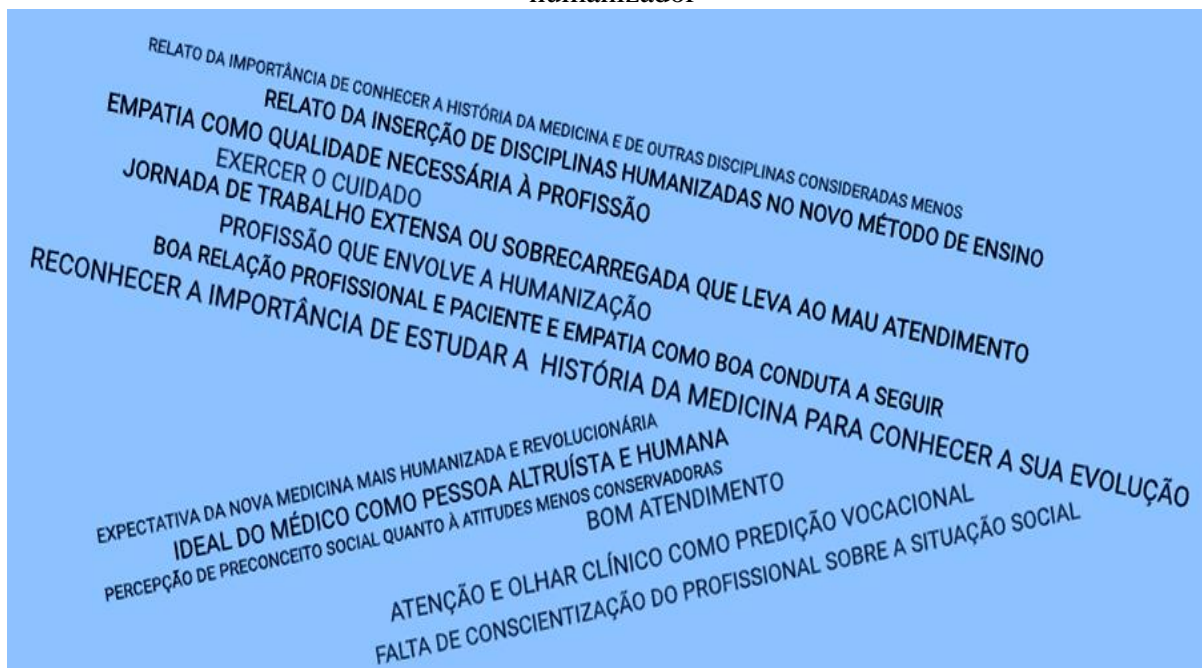 humanizador
RELATO DA IMPORTÂNCIA DE CONHECER A HISTÓRIA DA MEDICINA E DE OUTRAS DISCIPLINAS CONSIDERADAS MENOS
RELATO DA INSERÇÃO DE DISCIPLINAS HUMANIZADAS NO NOVO MÉTODO DE ENSINO
EMPATIA COMO QUALIDADE NECESSÁRIA À PROFISSÃO
EXERCER O CUIDADO
JORNADA DE TRABALHO EXTENSA OU SOBRECARREGADA QUE LEVA AO MAU ATENDIMENTO
PROFISSÃO QUE ENVOLVE A HUMANIZAÇÃO
BOA RELAÇÃO PROFISSIONAL E PACIENTE E EMPATIA COMO BOA CONDUTA A SEGUIR
RECONHECER A IMPORTÂNCIA DE ESTUDAR A HISTÓRIA DA MEDICINA PARA CONHECER A SUA EVOLUÇÃO
EXPECTATIVA DA NOVA MEDICINA MAIS HUMANIZADA E REVOLUCIONÁRIA
IDEAL DO MÉDICO COMO PESSOA ALTRUÍSTA E HUMANA
PERCEPÇÃO DE PRECONCEITO SOCIAL QUANTO À ATITUDES MENOS CONSERVADORAS
BOM ATENDIMENTO
ATENÇÃO E OLHAR CLÍNICO COMO PREDIÇÃO VOCACIONAL
FALTA DE CONSCIENTIZAÇÃO DO PROFISSIONAL SOBRE A SITUAÇÃO SOCIAL